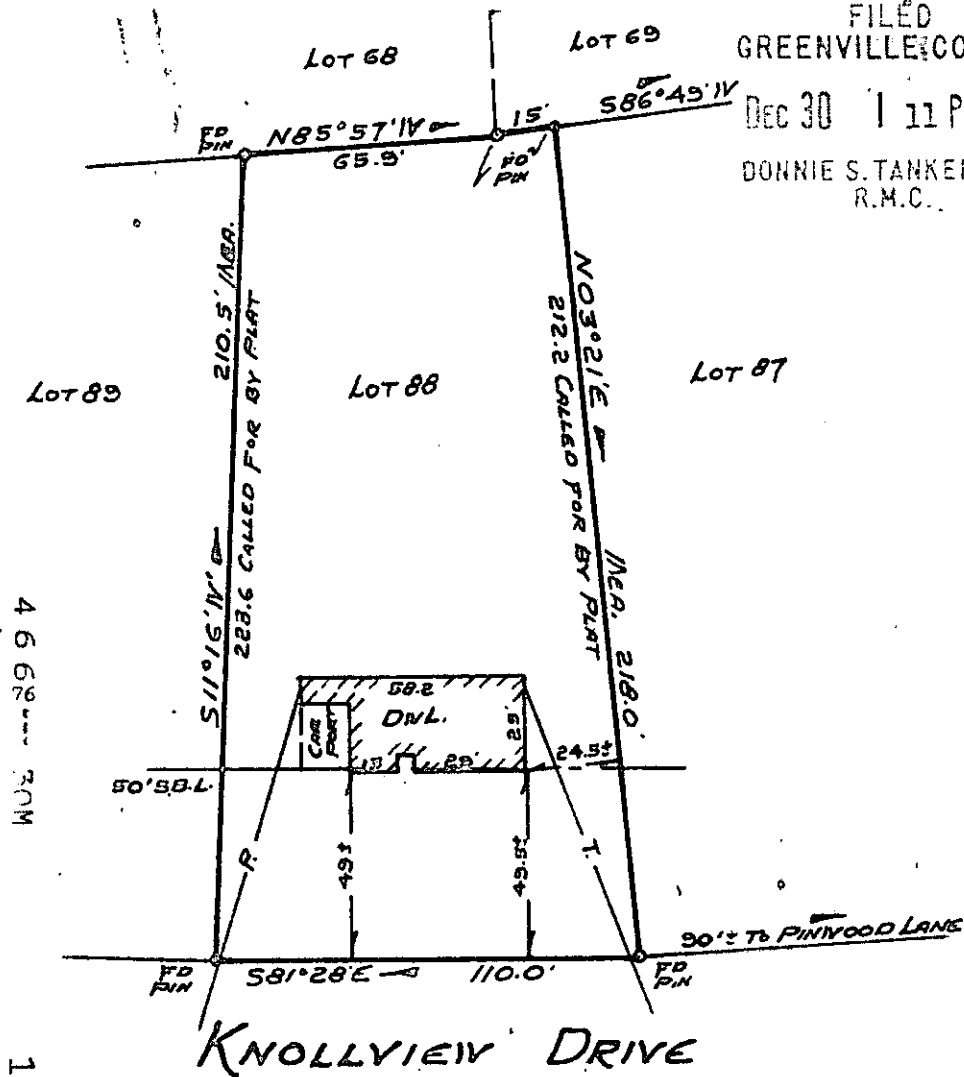 FILED
GREENVILLE CO
DEC 30 1 11 P
DONNIE S. TANKE
R.M.C.
LOT 68
LOT 69
S86°49'W
15'
N85°57'W
65.9'
FD PIN
FD PIN
210.5' MEA.
223.6 CALLED FOR BY PLAT
S11°16'W
N03°21'E
212.2 CALLED FOR BY PLAT
MEA. 218.0'
LOT 89
LOT 88
LOT 87
58.2
DWL.
CAR PORT
25'
29'
24.5±
50' S.B.L.
P.
T.
49±
49.5±
90'± TO PINWOOD LANE
FD PIN
S81°28'E
110.0'
FD PIN
KNOLLVIEW DRIVE
466
76
30M
1